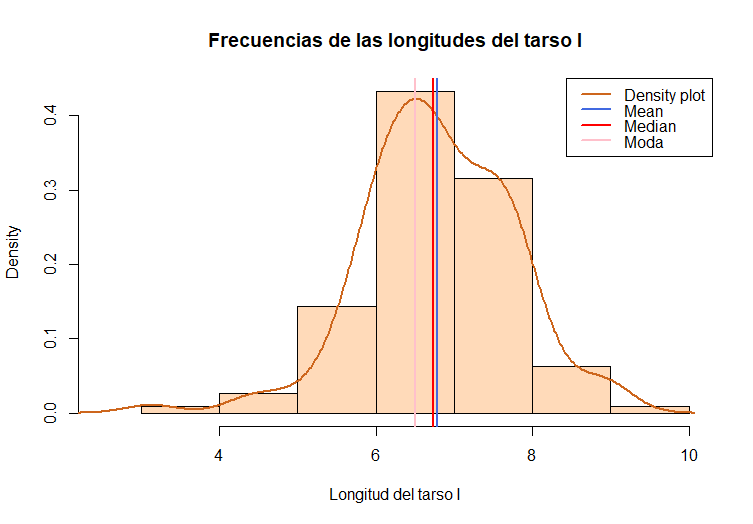 Frecuencias de las longitudes del tarso I
Density plot
Mean
Median
Moda
Density
0.4
0.3
0.2
0.1
0.0
4
6
8
10
Longitud del tarso I